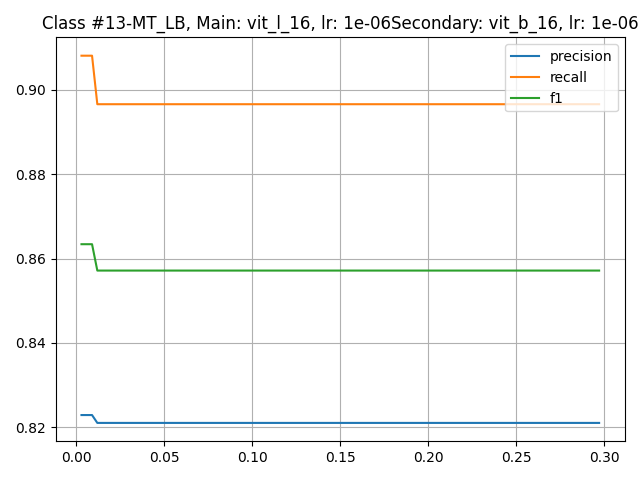 Class #13-MT_LB, Main: vit_l_16, lr: 1e-06Secondary: vit_b_16, lr: 1e-06
precision
recall
f1
0.90
0.88
0.86
0.84
0.82
0.00 0.05 0.10 0.15 0.20 0.25 0.30